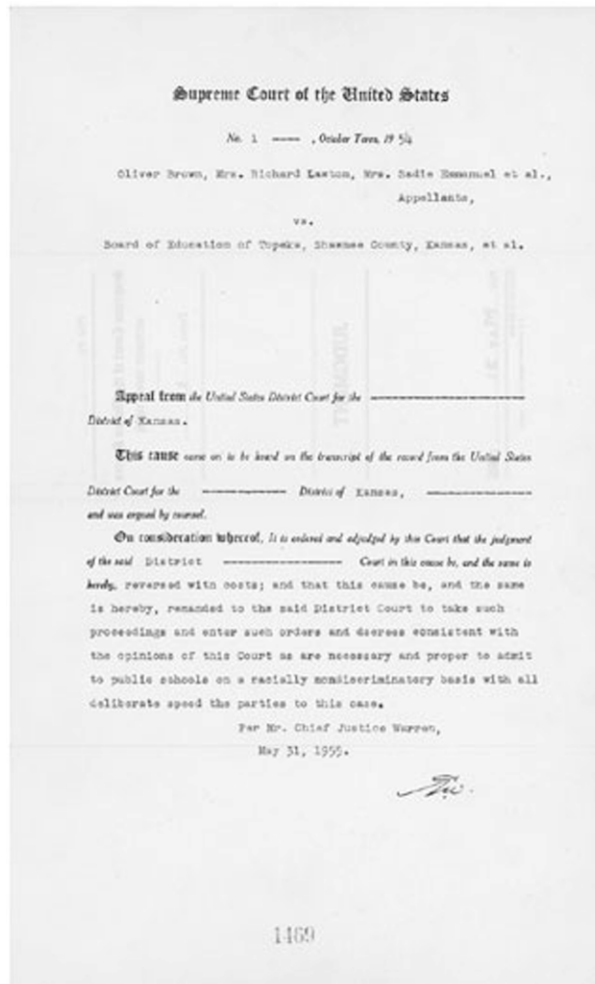 Supreme Court of the United States
No. 1 ---- , October Term, 19 54
Oliver Brown, Mrs. Richard Lawton, Mrs. Sadie Emmanuel et al.,
Appellants,
vs.
Board of Education of Topeka, Shawnee County, Kansas, et al.
Appeal from the United States District Court for the ----------------
District of Kansas.
This cause came on to be heard on the transcript of the record from the United States
District Court for the ---------- District of Kansas, ------------
and was argued by counsel.
On consideration whereof, It is ordered and adjudged by this Court that the judgment
of the said District ---------------- Court in this cause be, and the same is
hereby, reversed with costs; and that this cause be, and the same
is hereby, remanded to the said District Court to take such
proceedings and enter such orders and decrees consistent with
the opinions of this Court as are necessary and proper to admit
to public schools on a racially nondiscriminatory basis with all
deliberate speed the parties to this case.
Per Mr. Chief Justice Warren,
May 31, 1955.
1469